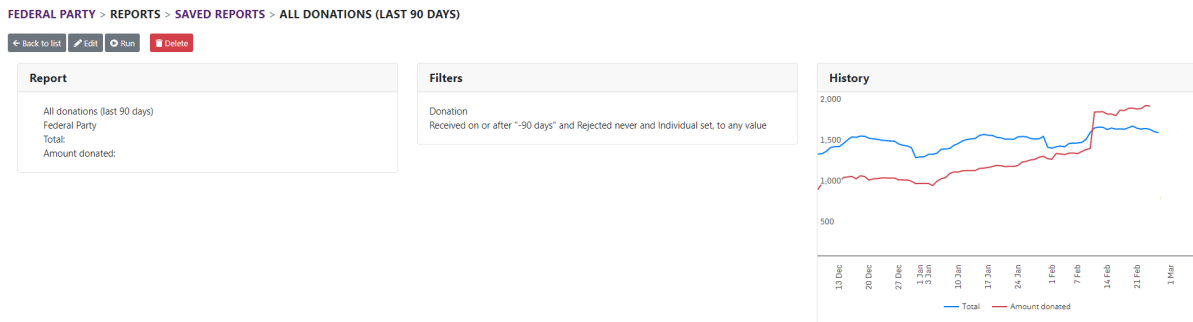 FEDERAL PARTY > REPORTS > SAVED REPORTS > ALL DONATIONS (LAST 90 DAYS)
Back to list Edit Run Delete
Report
All donations (last 90 days)
Federal Party
Total:
Amount donated:
Filters
Donation
Received on or after "-90 days" and Rejected never and Individual set, to any value
History
2,000
1,500
1,000
500
13 Dec
20 Dec
27 Dec
1 Jan
3 Jan
10 Jan
17 Jan
24 Jan
1 Feb
7 Feb
14 Feb
21 Feb
1 Mar
Total Amount donated